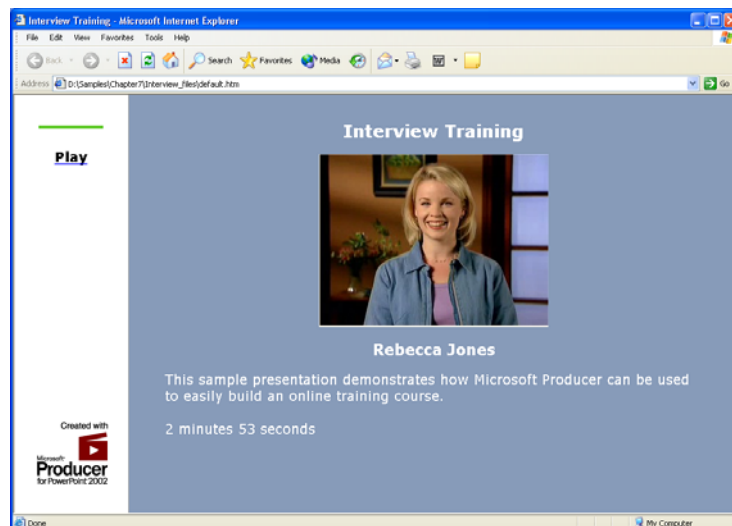 Interview Training - Microsoft Internet Explorer
File Edit View Favorites Tools Help
Back Search Favorites Media
Address D:\Samples\Chapter7\Interview_files\default.htm Go
Play
Interview Training
Rebecca Jones
This sample presentation demonstrates how Microsoft Producer can be used
to easily build an online training course.
2 minutes 53 seconds
Created with
Microsoft
Producer
for PowerPoint 2002
Done My Computer